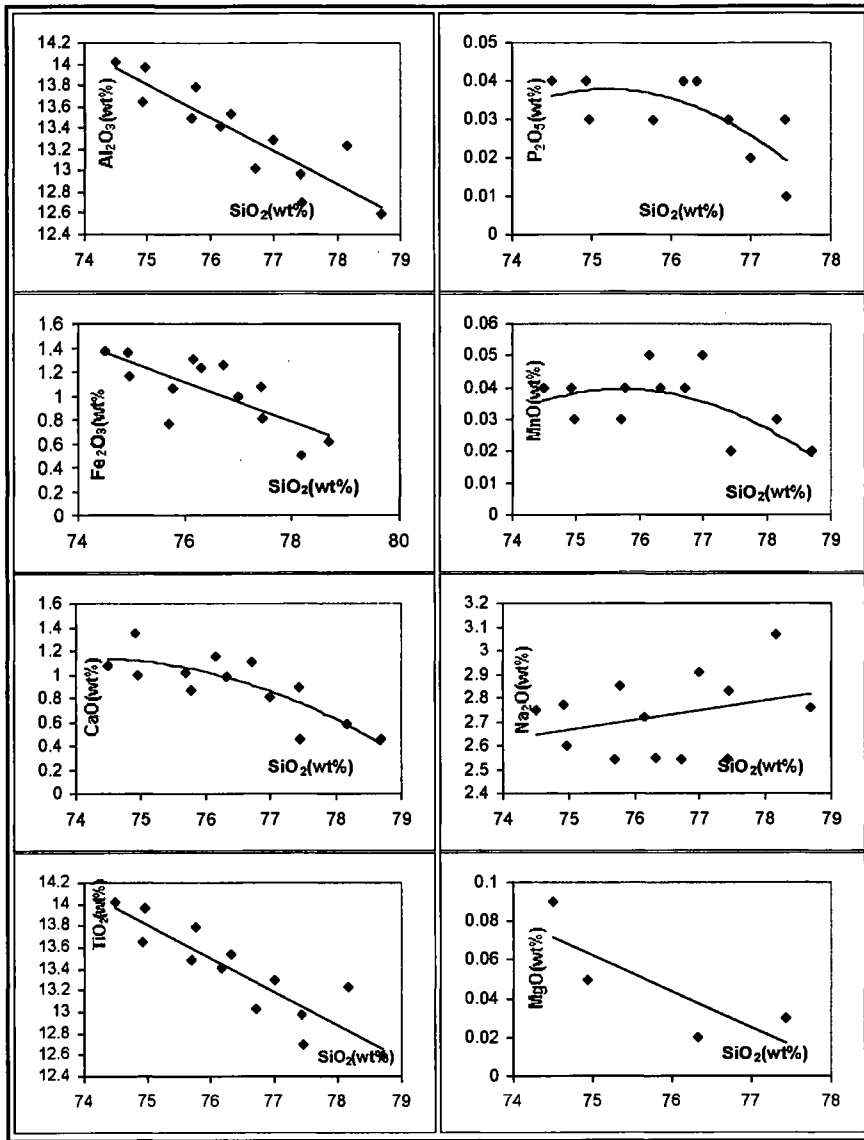 14.2
14
13.8
13.6
13.4
13.2
13
12.8
12.6
12.4
Al₂O₃(wt%)
SiO₂(wt%)
74 75 76 77 78 79
0.05
0.04
0.03
0.02
0.01
0
P₂O₅(wt%)
SiO₂(wt%)
74 75 76 77 78
1.6
1.4
1.2
1
0.8
0.6
0.4
0.2
0
Fe₂O₃(wt%
SiO₂(wt%)
74 76 78 80
0.06
0.05
0.04
0.03
0.02
0.01
0
MnO(wt%)
SiO₂(wt%)
74 75 76 77 78 79
1.6
1.4
1.2
1
0.8
0.6
0.4
0.2
0
CaO(wt%)
SiO₂(wt%)
74 75 76 77 78 79
3.2
3.1
3
2.9
2.8
2.7
2.6
2.5
2.4
Na₂O(wt%)
SiO₂(wt%)
74 75 76 77 78 79
14.2
14
13.8
13.6
13.4
13.2
13
12.8
12.6
12.4
TiO₂(wt%)
SiO₂(wt%)
74 75 76 77 78 79
0.1
0.08
0.06
0.04
0.02
0
MgO(wt%)
SiO₂(wt%)
74 75 76 77 78